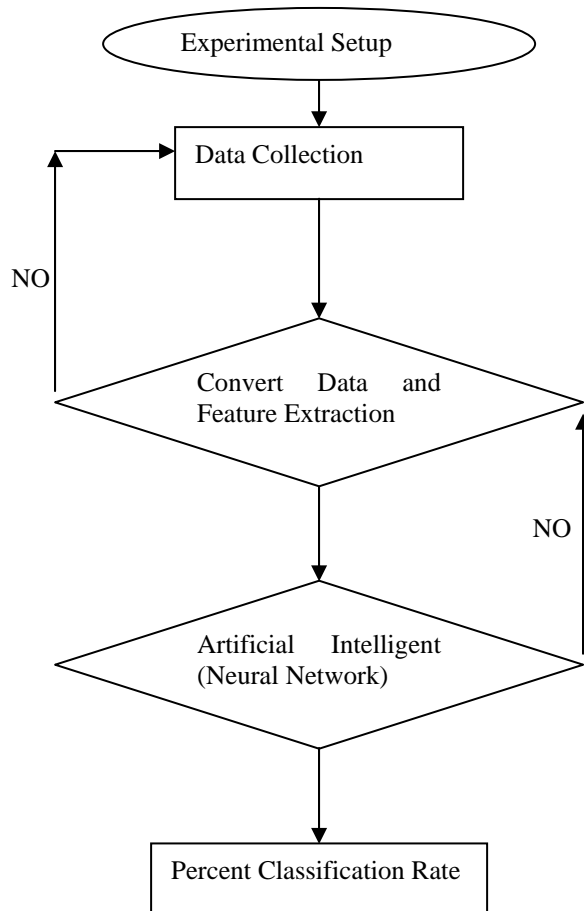 Experimental Setup
Data Collection
NO
Convert Data and
Feature Extraction
NO
Artificial Intelligent
(Neural Network)
Percent Classification Rate